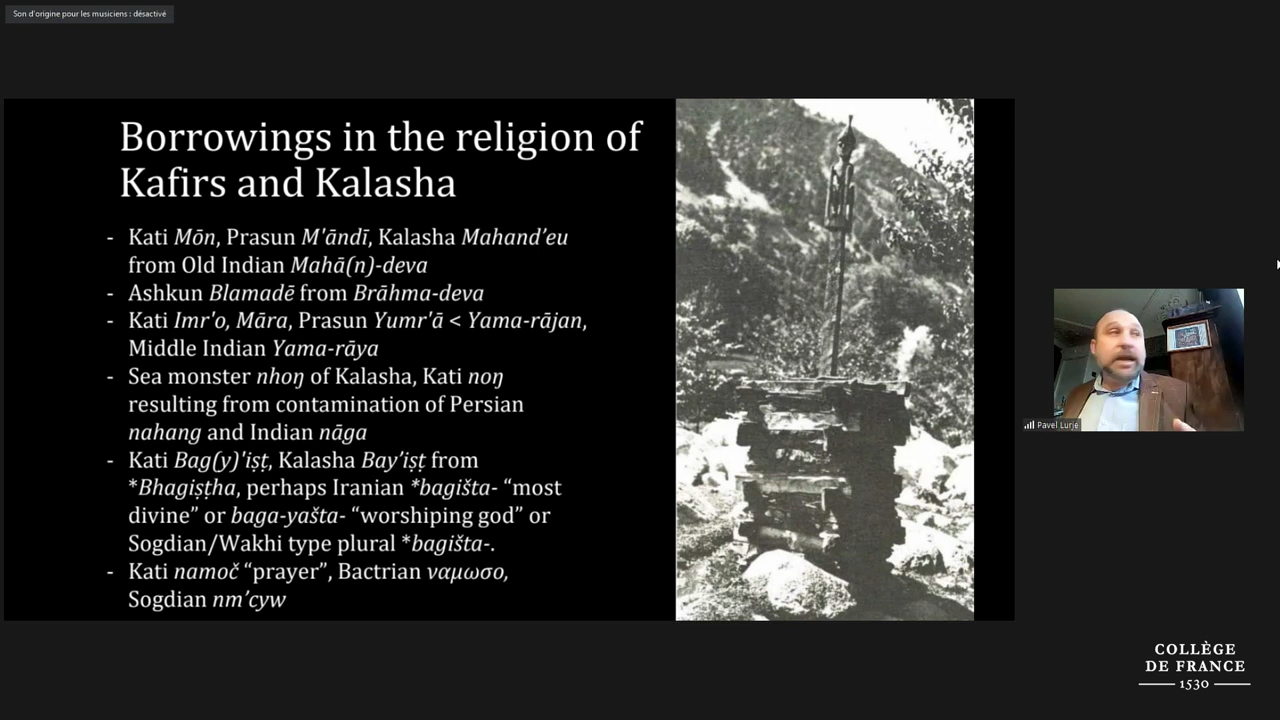 Son d'origine pour les musiciens : désactivé
Borrowings in the religion of
Kafirs and Kalasha
- Kati Mōn, Prasun M'āndī, Kalasha Mahand’eu
from Old Indian Mahā(n)-deva
- Ashkun Blamadē from Brāhma-deva
- Kati Imr'o, Māra, Prasun Yumr'ā < Yama-rājan,
Middle Indian Yama-rāya
- Sea monster nhoŋ of Kalasha, Kati noŋ
resulting from contamination of Persian
nahang and Indian nāga
- Kati Bag(y)'iṣṭ, Kalasha Bay’iṣṭ from
*Bhagiṣṭha, perhaps Iranian *bagišta- “most
divine” or baga-yašta- “worshiping god” or
Sogdian/Wakhi type plural *bagišta-.
- Kati namoč “prayer”, Bactrian ναμωσο,
Sogdian nm’cyw
Pavel Lurje
COLLÈGE
DE FRANCE
1530